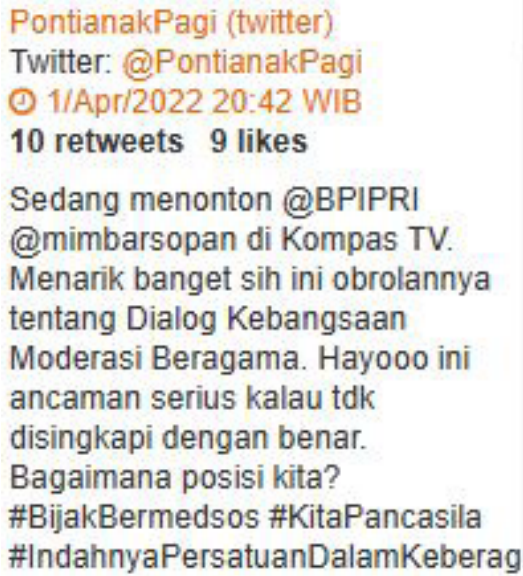 PontianakPagi (twitter)
Twitter: @PontianakPagi
1/Apr/2022 20:42 WIB
10 retweets 9 likes
Sedang menonton @BPIPRI
@mimbarsopan di Kompas TV.
Menarik banget sih ini obrolannya
tentang Dialog Kebangsaan
Moderasi Beragama. Hayooo ini
ancaman serius kalau tdk
disingkapi dengan benar.
Bagaimana posisi kita?
#BijakBermedsos #KitaPancasila
#IndahnyaPersatuanDalamKeberag